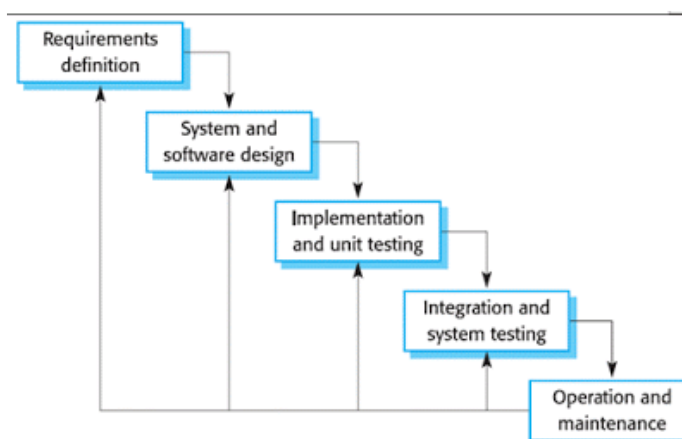 Requirements
definition
System and
software design
Implementation
and unit testing
Integration and
system testing
Operation and
maintenance